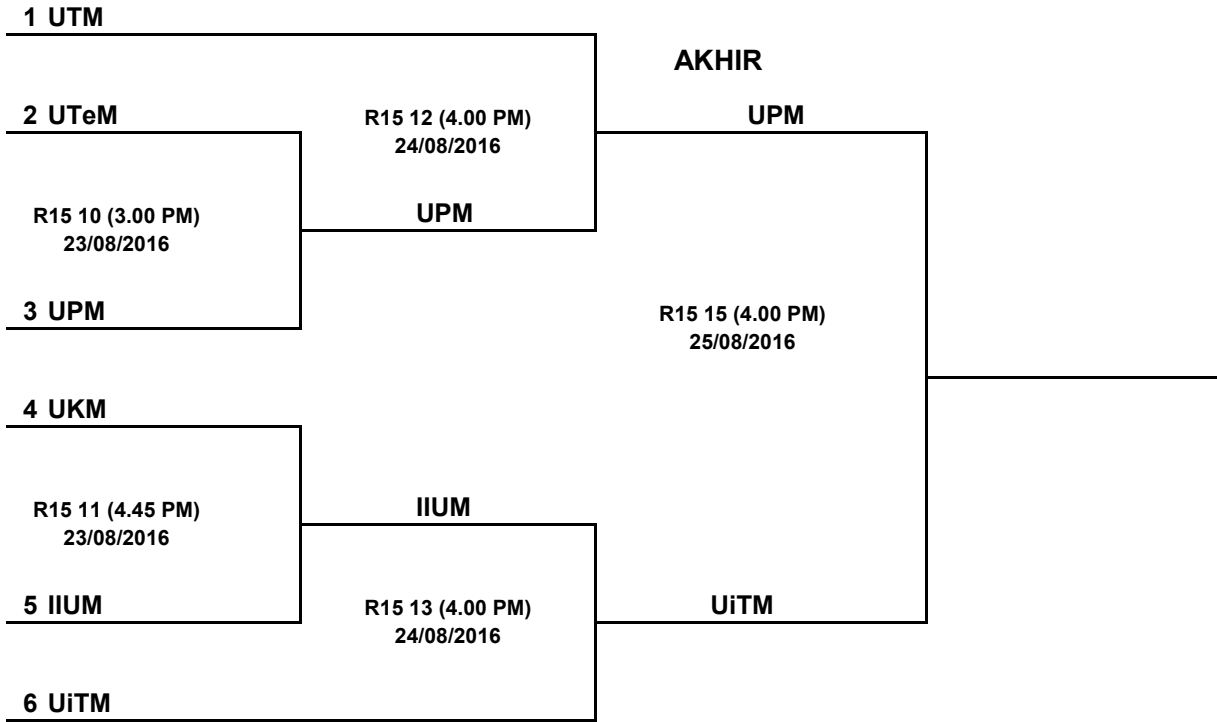 1 UTM
AKHIR
2 UTeM
R15 12 (4.00 PM)
24/08/2016
UPM
R15 10 (3.00 PM)
23/08/2016
UPM
3 UPM
R15 15 (4.00 PM)
25/08/2016
4 UKM
R15 11 (4.45 PM)
23/08/2016
IIUM
5 IIUM
R15 13 (4.00 PM)
24/08/2016
UiTM
6 UiTM